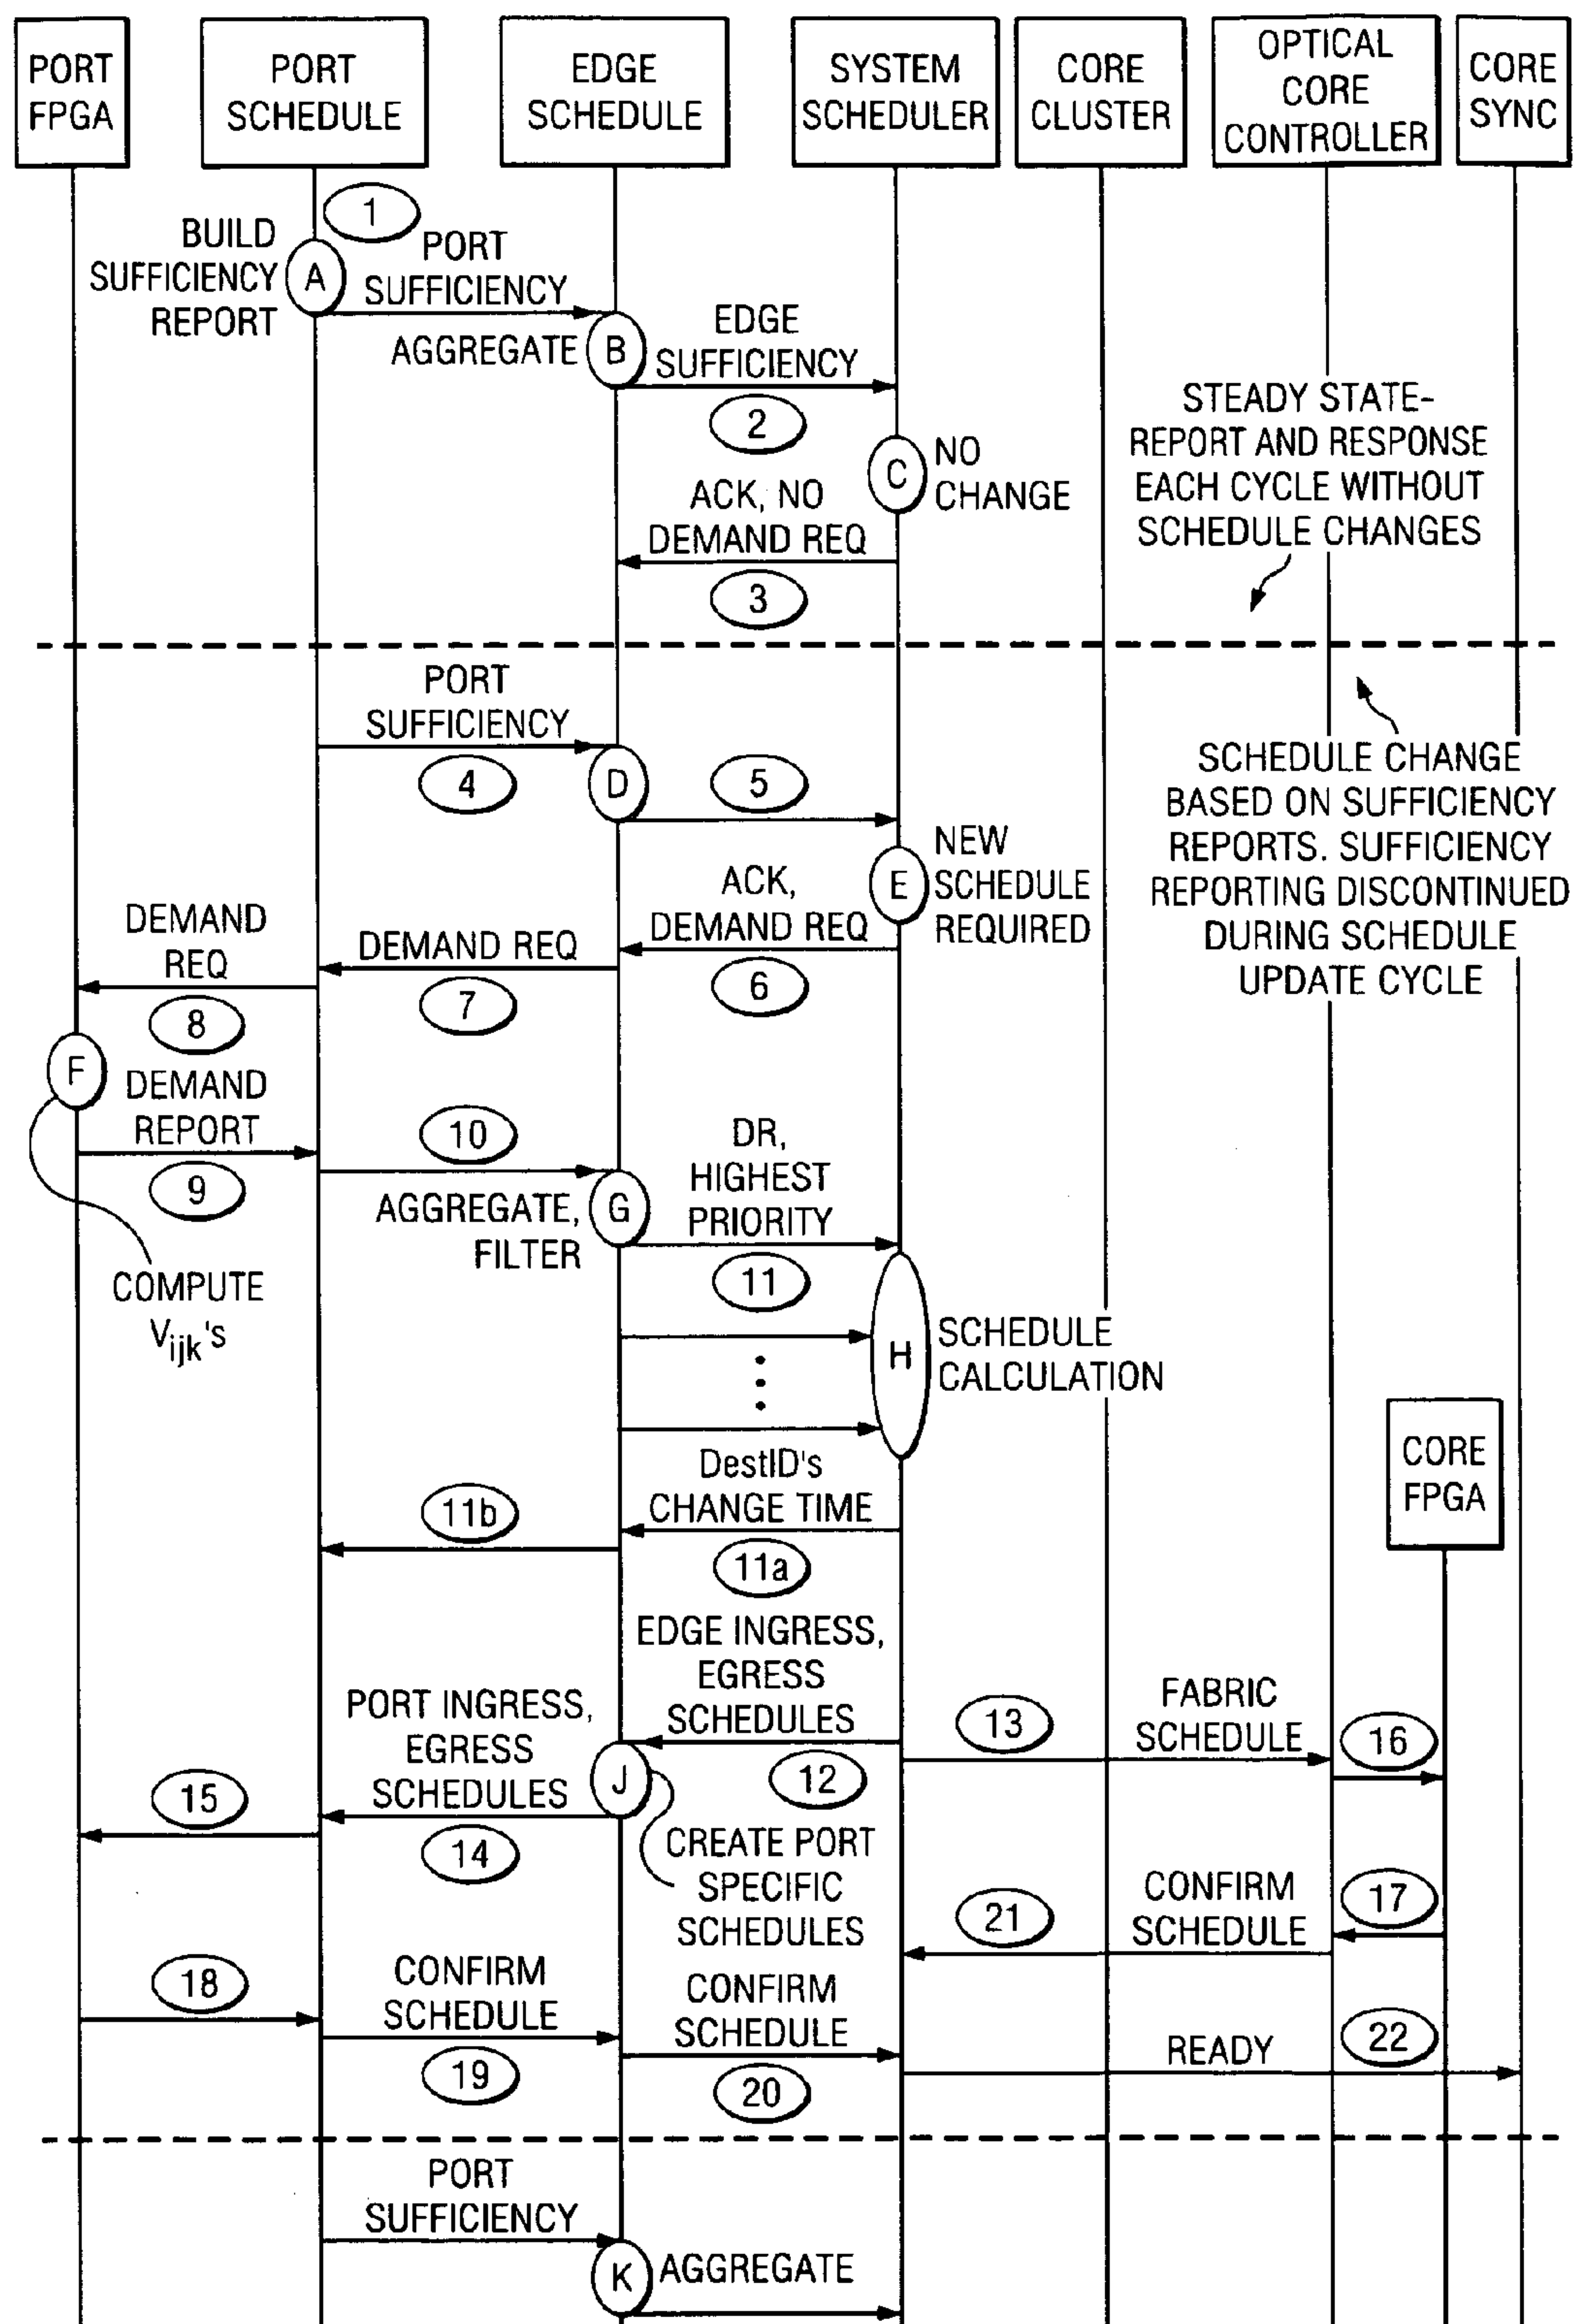 PORT
FPGA
PORT
SCHEDULE
EDGE
SCHEDULE
SYSTEM
SCHEDULER
CORE
CLUSTER
OPTICAL
CORE
CONTROLLER
CORE
SYNC
1
BUILD
SUFFICIENCY
REPORT
A
PORT
SUFFICIENCY
AGGREGATE
B
EDGE
SUFFICIENCY
2
C
NO
CHANGE
ACK, NO
DEMAND REQ
3
STEADY STATE-
REPORT AND RESPONSE
EACH CYCLE WITHOUT
SCHEDULE CHANGES
PORT
SUFFICIENCY
4
D
5
SCHEDULE CHANGE
BASED ON SUFFICIENCY
REPORTS. SUFFICIENCY
REPORTING DISCONTINUED
DURING SCHEDULE
UPDATE CYCLE
E
NEW
SCHEDULE
REQUIRED
ACK,
DEMAND REQ
6
DEMAND REQ
7
DEMAND
REQ
8
F
DEMAND
REPORT
9
COMPUTE
Vijk's
10
AGGREGATE,
FILTER
G
DR,
HIGHEST
PRIORITY
11
H
SCHEDULE
CALCULATION
CORE
FPGA
DestID's
CHANGE TIME
11a
11b
EDGE INGRESS,
EGRESS
SCHEDULES
12
13
FABRIC
SCHEDULE
16
PORT INGRESS,
EGRESS
SCHEDULES
J
14
15
CREATE PORT
SPECIFIC
SCHEDULES
CONFIRM
SCHEDULE
17
21
18
CONFIRM
SCHEDULE
19
CONFIRM
SCHEDULE
20
READY
22
PORT
SUFFICIENCY
K
AGGREGATE